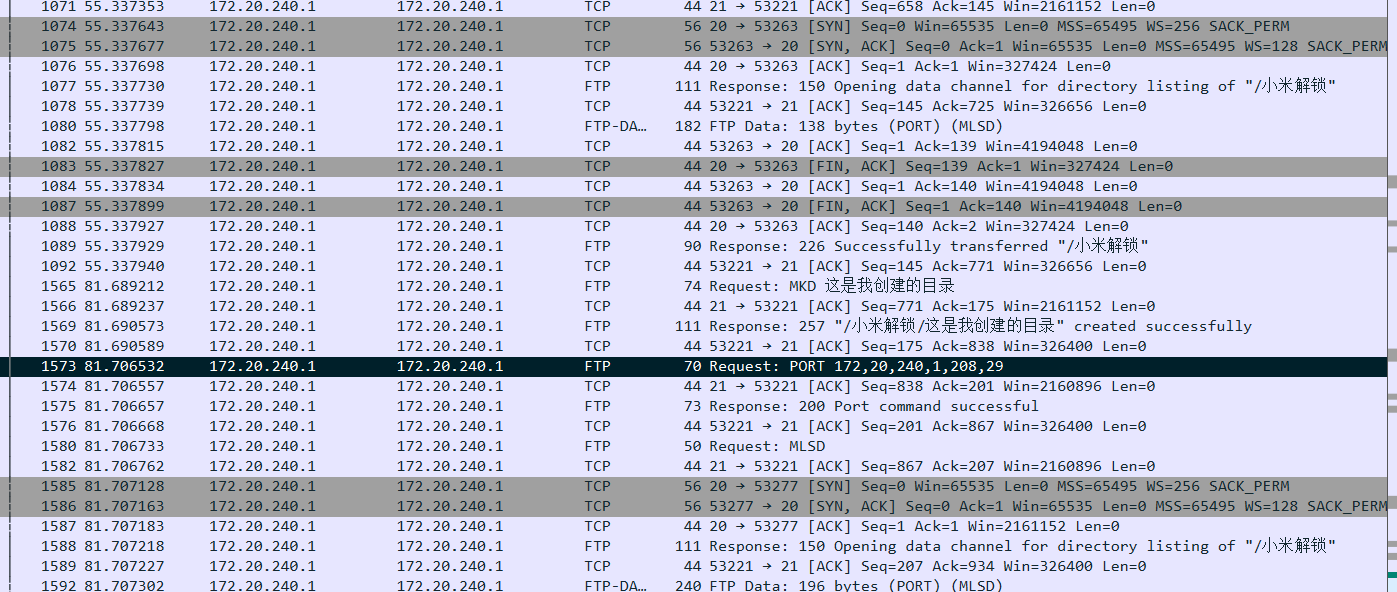 1071 55.337353 172.20.240.1 172.20.240.1 TCP 44 21 → 53221 [ACK] Seq=658 Ack=145 Win=2161152 Len=0
1074 55.337643 172.20.240.1 172.20.240.1 TCP 56 20 → 53263 [SYN] Seq=0 Win=65535 Len=0 MSS=65495 WS=256 SACK_PERM
1075 55.337677 172.20.240.1 172.20.240.1 TCP 56 53263 → 20 [SYN, ACK] Seq=0 Ack=1 Win=65535 Len=0 MSS=65495 WS=128 SACK_PERM
1076 55.337698 172.20.240.1 172.20.240.1 TCP 44 20 → 53263 [ACK] Seq=1 Ack=1 Win=327424 Len=0
1077 55.337730 172.20.240.1 172.20.240.1 FTP 111 Response: 150 Opening data channel for directory listing of "/小米解锁"
1078 55.337739 172.20.240.1 172.20.240.1 TCP 44 53221 → 21 [ACK] Seq=145 Ack=725 Win=326656 Len=0
1080 55.337798 172.20.240.1 172.20.240.1 FTP-DA… 182 FTP Data: 138 bytes (PORT) (MLSD)
1082 55.337815 172.20.240.1 172.20.240.1 TCP 44 53263 → 20 [ACK] Seq=1 Ack=139 Win=4194048 Len=0
1083 55.337827 172.20.240.1 172.20.240.1 TCP 44 20 → 53263 [FIN, ACK] Seq=139 Ack=1 Win=327424 Len=0
1084 55.337834 172.20.240.1 172.20.240.1 TCP 44 53263 → 20 [ACK] Seq=1 Ack=140 Win=4194048 Len=0
1087 55.337899 172.20.240.1 172.20.240.1 TCP 44 53263 → 20 [FIN, ACK] Seq=1 Ack=140 Win=4194048 Len=0
1088 55.337927 172.20.240.1 172.20.240.1 TCP 44 20 → 53263 [ACK] Seq=140 Ack=2 Win=327424 Len=0
1089 55.337929 172.20.240.1 172.20.240.1 FTP 90 Response: 226 Successfully transferred "/小米解锁"
1092 55.337940 172.20.240.1 172.20.240.1 TCP 44 53221 → 21 [ACK] Seq=145 Ack=771 Win=326656 Len=0
1565 81.689212 172.20.240.1 172.20.240.1 FTP 74 Request: MKD 这是我创建的目录
1566 81.689237 172.20.240.1 172.20.240.1 TCP 44 21 → 53221 [ACK] Seq=771 Ack=175 Win=2161152 Len=0
1569 81.690573 172.20.240.1 172.20.240.1 FTP 111 Response: 257 "/小米解锁/这是我创建的目录" created successfully
1570 81.690589 172.20.240.1 172.20.240.1 TCP 44 53221 → 21 [ACK] Seq=175 Ack=838 Win=326400 Len=0
1573 81.706532 172.20.240.1 172.20.240.1 FTP 70 Request: PORT 172,20,240,1,208,29
1574 81.706557 172.20.240.1 172.20.240.1 TCP 44 21 → 53221 [ACK] Seq=838 Ack=201 Win=2160896 Len=0
1575 81.706657 172.20.240.1 172.20.240.1 FTP 73 Response: 200 Port command successful
1576 81.706668 172.20.240.1 172.20.240.1 TCP 44 53221 → 21 [ACK] Seq=201 Ack=867 Win=326400 Len=0
1580 81.706733 172.20.240.1 172.20.240.1 FTP 50 Request: MLSD
1582 81.706762 172.20.240.1 172.20.240.1 TCP 44 21 → 53221 [ACK] Seq=867 Ack=207 Win=2160896 Len=0
1585 81.707128 172.20.240.1 172.20.240.1 TCP 56 20 → 53277 [SYN] Seq=0 Win=65535 Len=0 MSS=65495 WS=256 SACK_PERM
1586 81.707163 172.20.240.1 172.20.240.1 TCP 56 53277 → 20 [SYN, ACK] Seq=0 Ack=1 Win=65535 Len=0 MSS=65495 WS=128 SACK_PERM
1587 81.707183 172.20.240.1 172.20.240.1 TCP 44 20 → 53277 [ACK] Seq=1 Ack=1 Win=2161152 Len=0
1588 81.707218 172.20.240.1 172.20.240.1 FTP 111 Response: 150 Opening data channel for directory listing of "/小米解锁"
1589 81.707227 172.20.240.1 172.20.240.1 TCP 44 53221 → 21 [ACK] Seq=207 Ack=934 Win=326400 Len=0
1592 81.707302 172.20.240.1 172.20.240.1 FTP-DA… 240 FTP Data: 196 bytes (PORT) (MLSD)